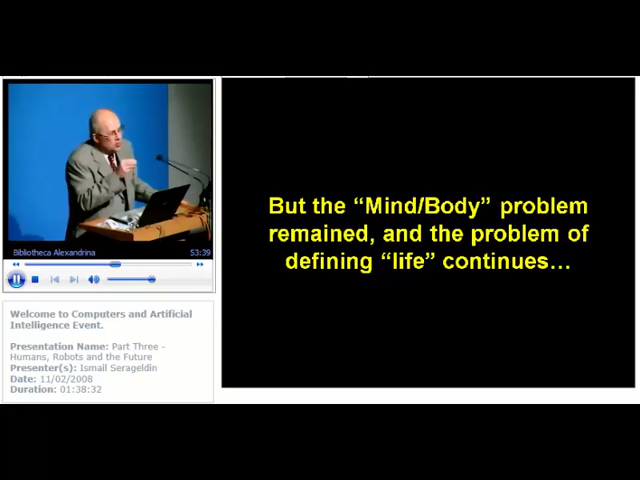 Bibliotheca Alexandrina 53:39
Welcome to Computers and Artificial
Intelligence Event.
Presentation Name: Part Three -
Humans, Robots and the Future
Presenter(s): Ismail Serageldin
Date: 11/02/2008
Duration: 01:38:32
But the “Mind/Body” problem
remained, and the problem of
defining “life” continues…